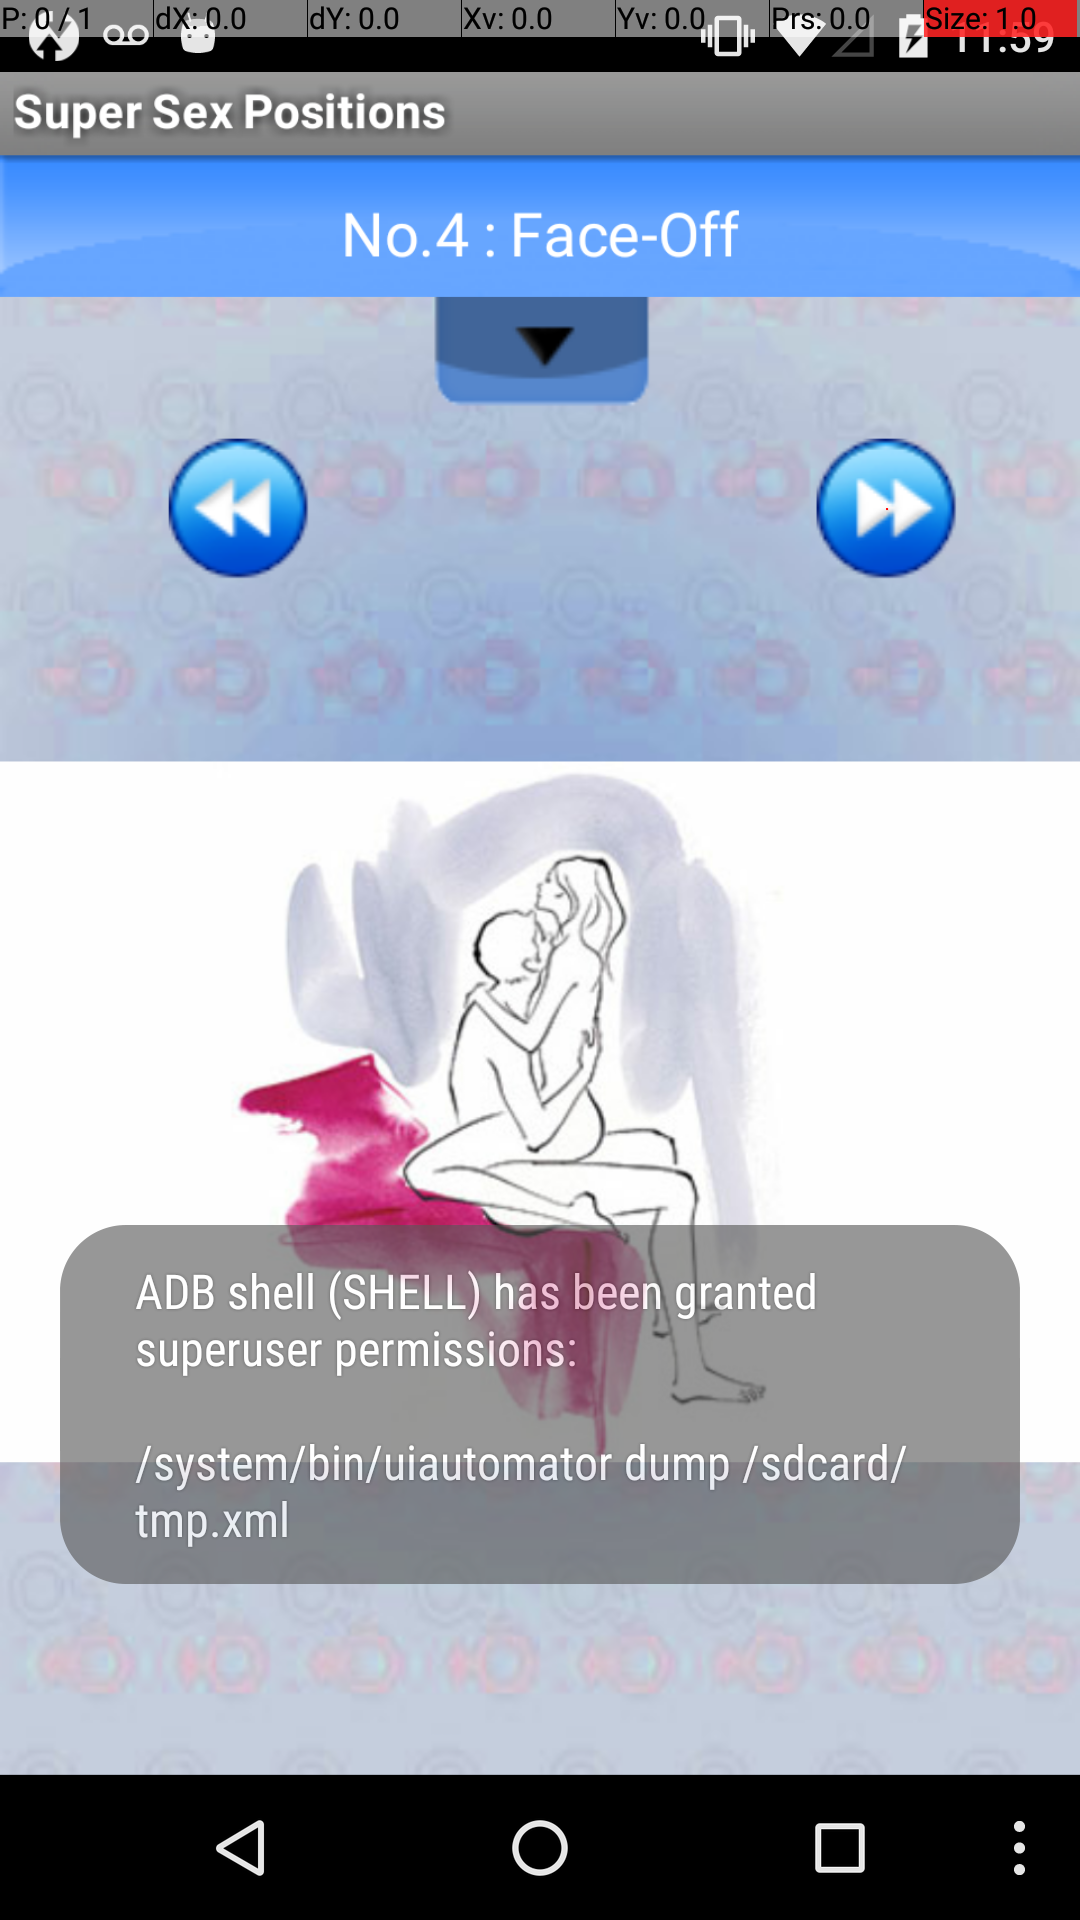 P: 0 / 1 dX: 0.0 dY: 0.0 Xv: 0.0 Yv: 0.0 Prs: 0.0 Size: 1.0
11:59
Super Sex Positions
No.4 : Face-Off
ADB shell (SHELL) has been granted
superuser permissions:
/system/bin/uiautomator dump /sdcard/
tmp.xml